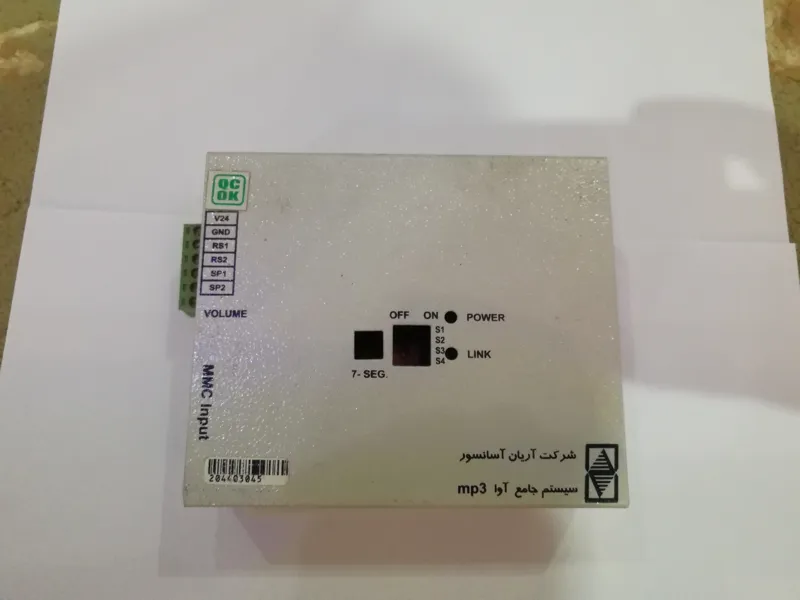 QC
OK
V24
GND
RS1
RS2
SP1
SP2
VOLUME
OFF ON
POWER
S1
S2
S3
S4
LINK
7- SEG.
MMC Input
204403045
شرکت آریان آسانسور
سیستم جامع آوا mp3